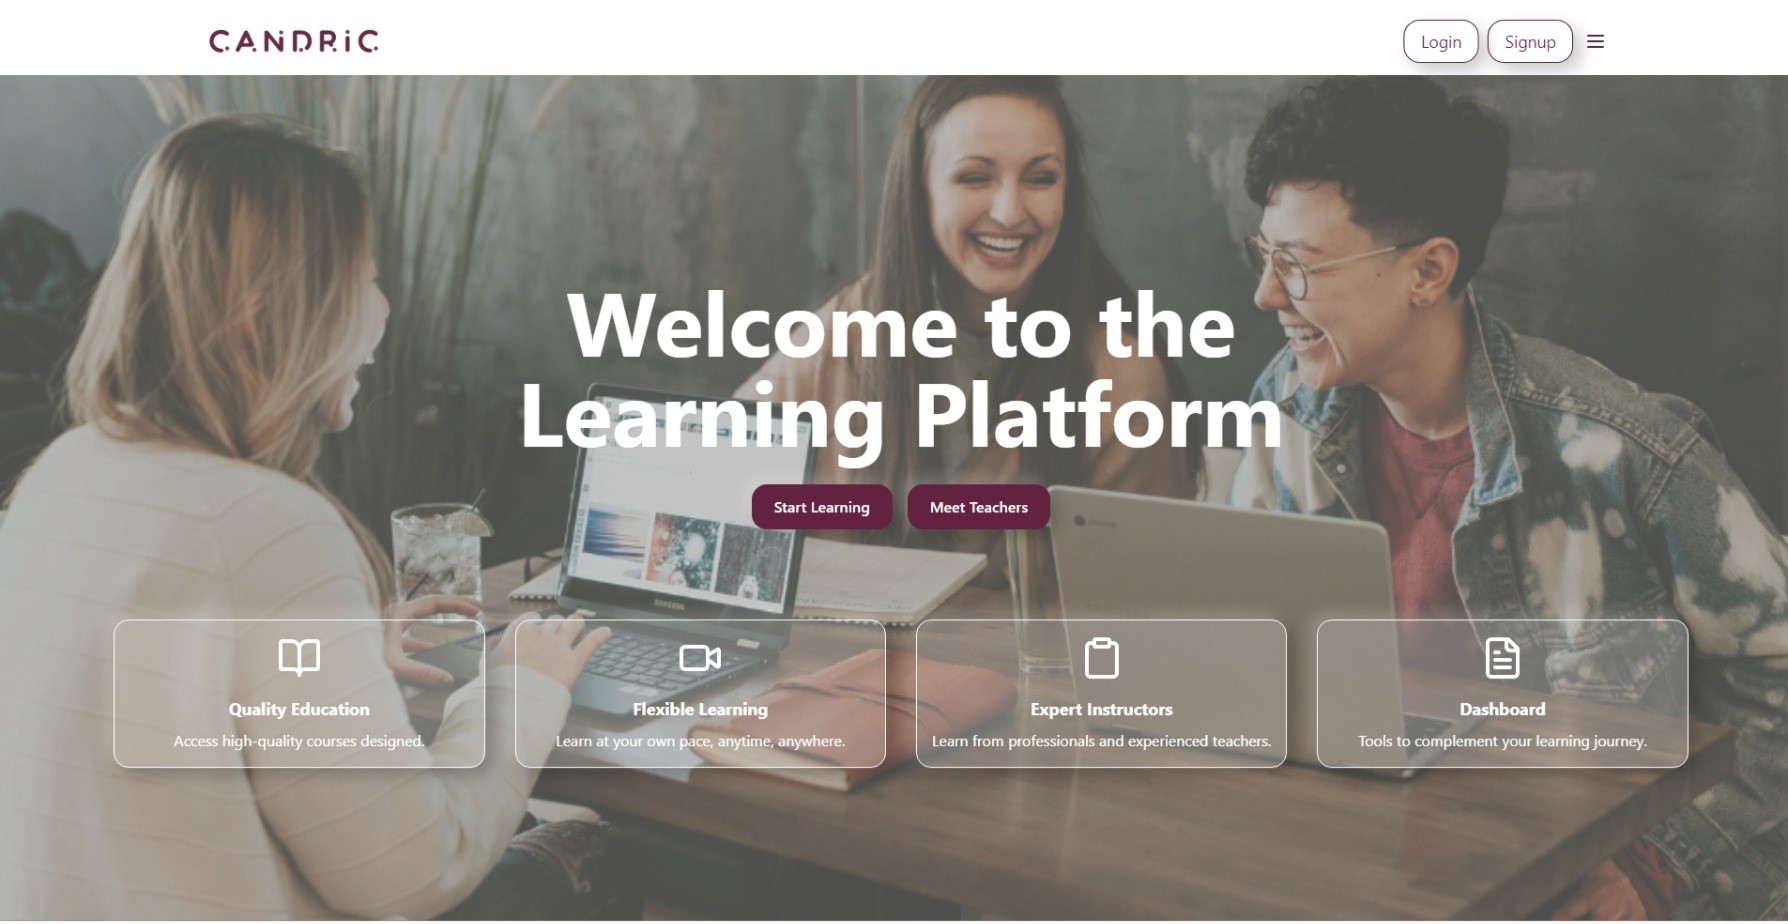 CANDRiC
Login
Signup
Welcome to the
Learning Platform
Start Learning
Meet Teachers
Quality Education
Access high-quality courses designed.
Flexible Learning
Learn at your own pace, anytime, anywhere.
Expert Instructors
Learn from professionals and experienced teachers.
Dashboard
Tools to complement your learning journey.
SAMSUNG